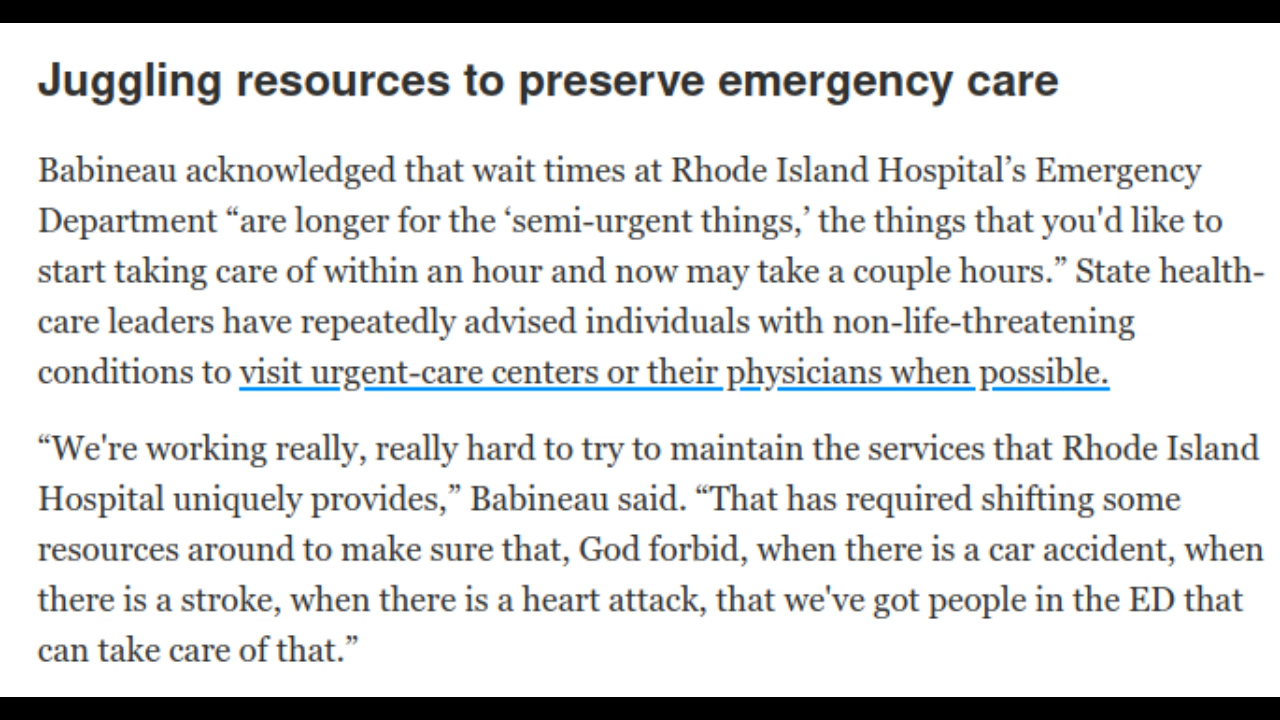 Juggling resources to preserve emergency care
Babineau acknowledged that wait times at Rhode Island Hospital’s Emergency
Department “are longer for the ‘semi-urgent things,’ the things that you'd like to
start taking care of within an hour and now may take a couple hours.” State health-
care leaders have repeatedly advised individuals with non-life-threatening
conditions to visit urgent-care centers or their physicians when possible.
“We're working really, really hard to try to maintain the services that Rhode Island
Hospital uniquely provides,” Babineau said. “That has required shifting some
resources around to make sure that, God forbid, when there is a car accident, when
there is a stroke, when there is a heart attack, that we've got people in the ED that
can take care of that.”